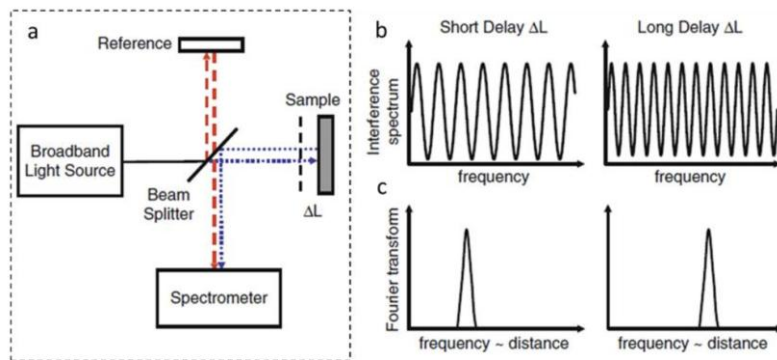 a
Reference
Sample
Broadband
Light Source
Beam
Splitter
ΔL
Spectrometer
b
Short Delay ΔL
Long Delay ΔL
Interference
spectrum
frequency
frequency
c
Fourier transform
frequency ~ distance
frequency ~ distance